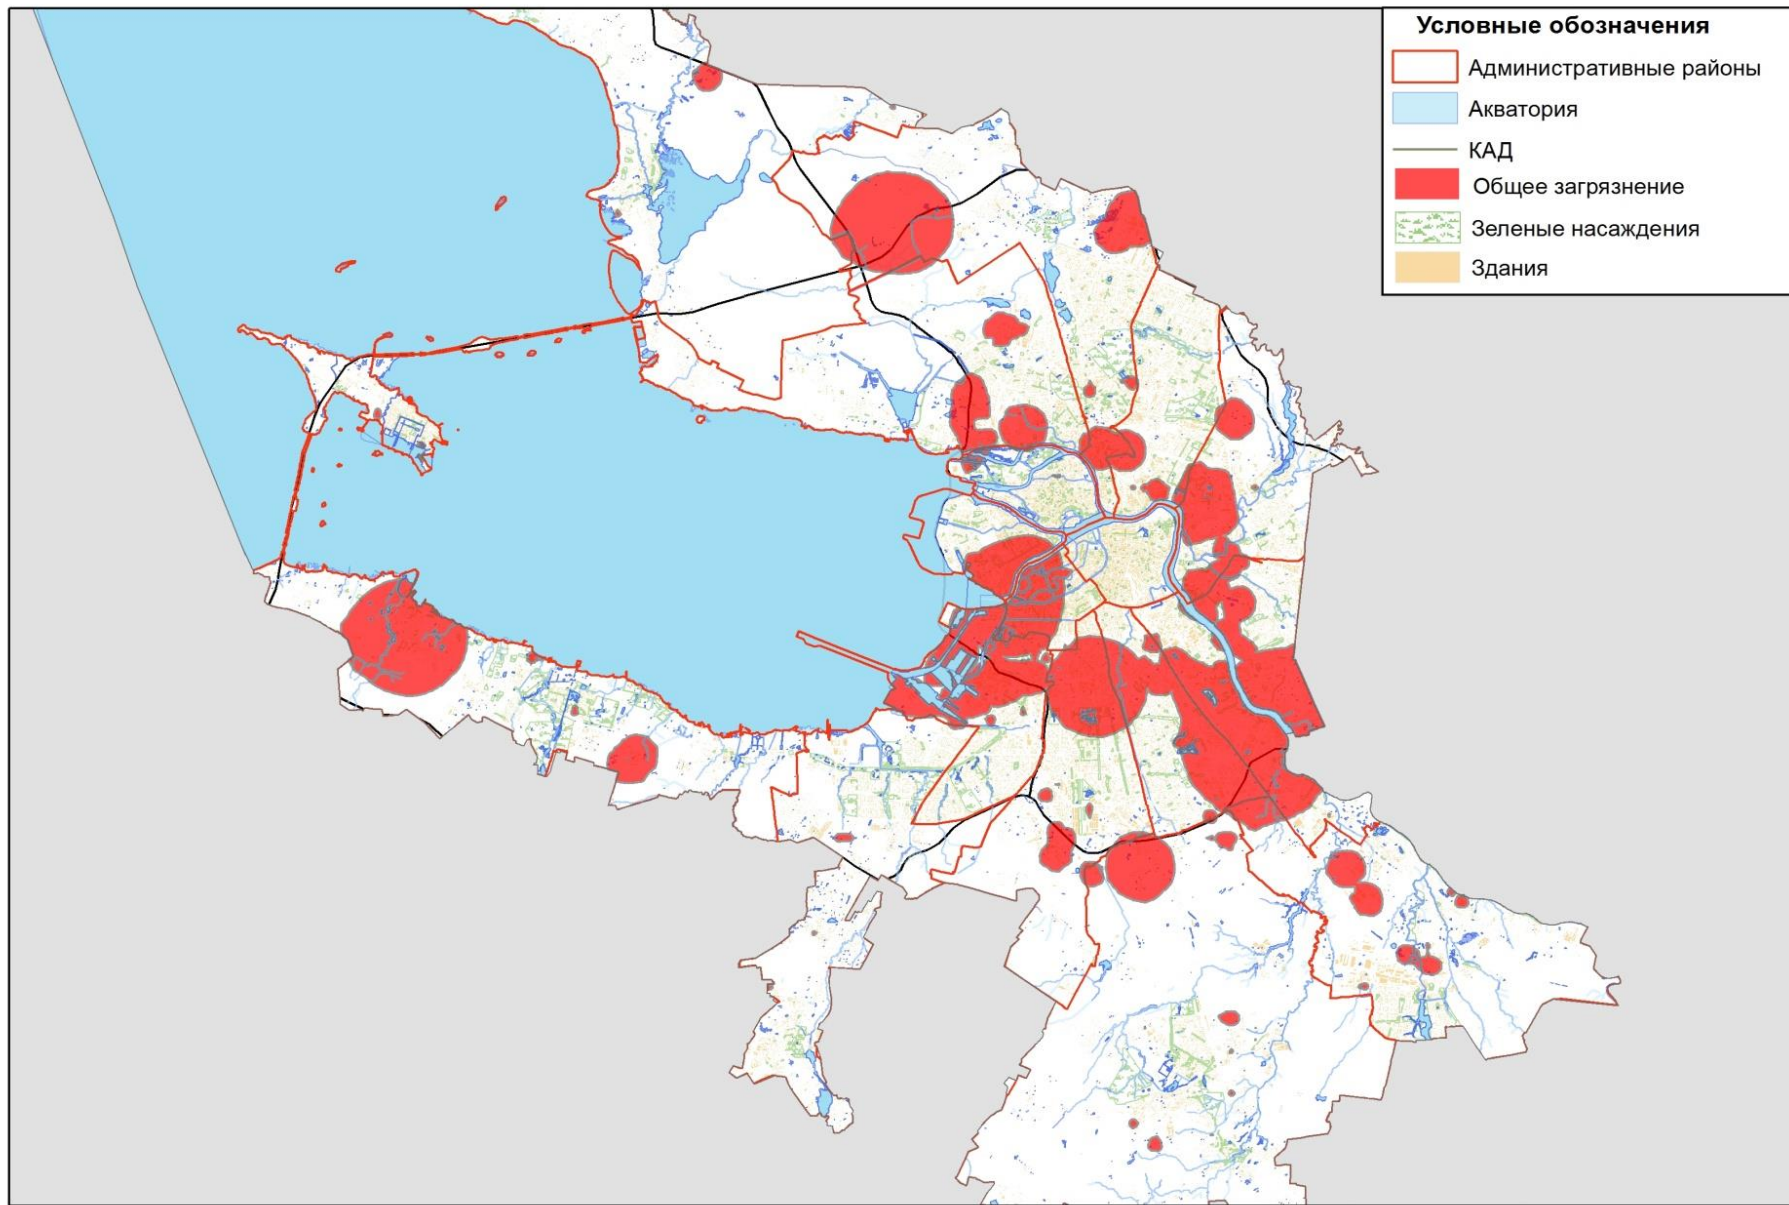 Условные обозначения
Административные районы
Акватория
КАД
Общее загрязнение
Зеленые насаждения
Здания